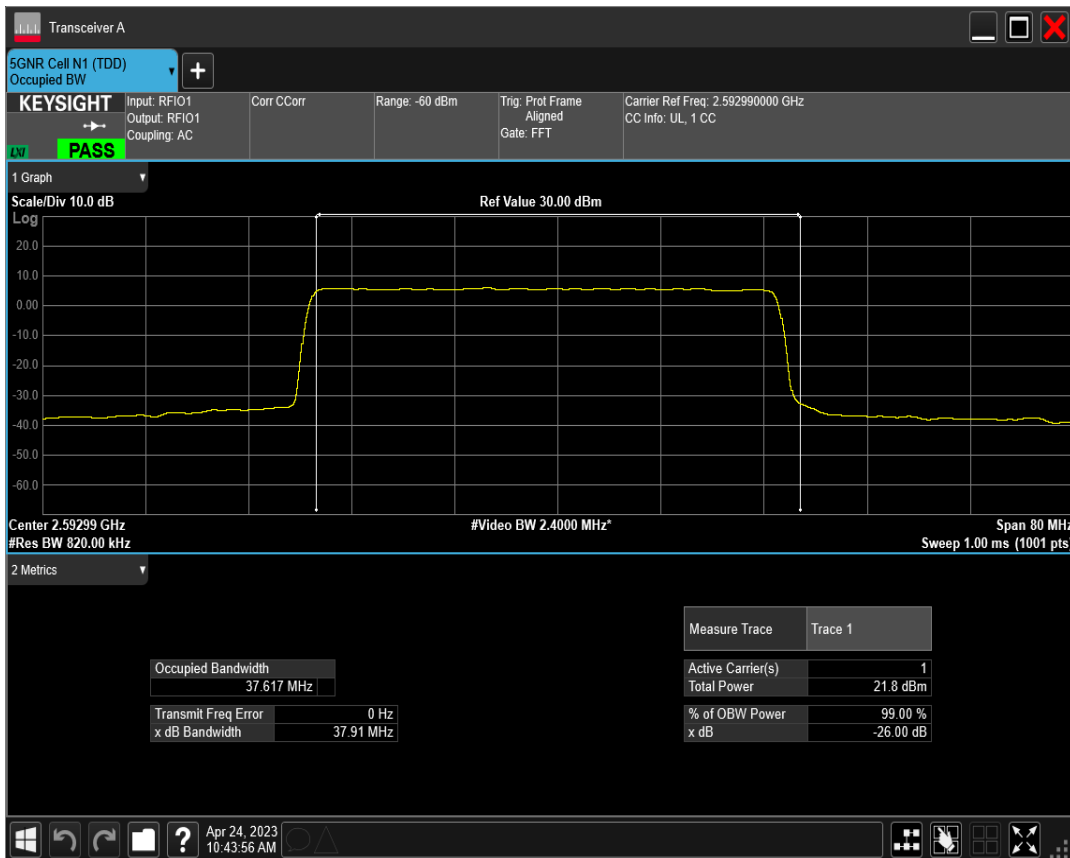 Transceiver A
5GNR Cell N1 (TDD)
Occupied BW
+
KEYSIGHT
LXI
PASS
Input: RFIO1
Output: RFIO1
Coupling: AC
Corr CCorr
Range: -60 dBm
Trig: Prot Frame
Aligned
Gate: FFT
Carrier Ref Freq: 2.592990000 GHz
CC Info: UL, 1 CC
1 Graph
Scale/Div 10.0 dB
Ref Value 30.00 dBm
Log
20.0
10.0
0.00
-10.0
-20.0
-30.0
-40.0
-50.0
-60.0
Center 2.59299 GHz
#Video BW 2.4000 MHz*
Span 80 MHz
#Res BW 820.00 kHz
Sweep 1.00 ms (1001 pts)
2 Metrics
Measure Trace Trace 1
Occupied Bandwidth
37.617 MHz
Active Carrier(s) 1
Total Power 21.8 dBm
Transmit Freq Error 0 Hz
x dB Bandwidth 37.91 MHz
% of OBW Power 99.00 %
x dB -26.00 dB
?
Apr 24, 2023
10:43:56 AM